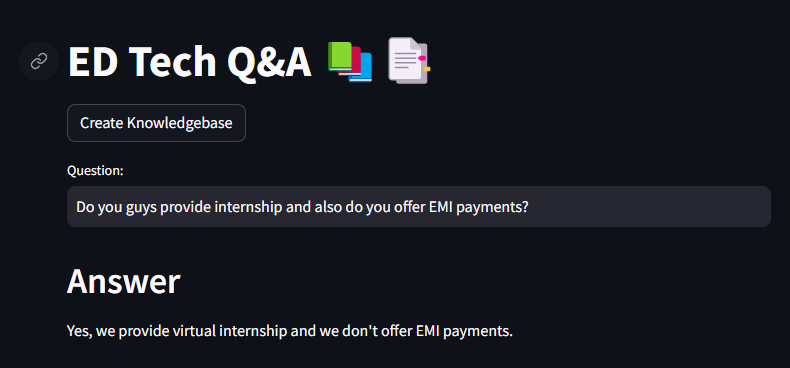 ED Tech Q&A 📚 📑
Create Knowledgebase
Question:
Do you guys provide internship and also do you offer EMI payments?
Answer
Yes, we provide virtual internship and we don't offer EMI payments.